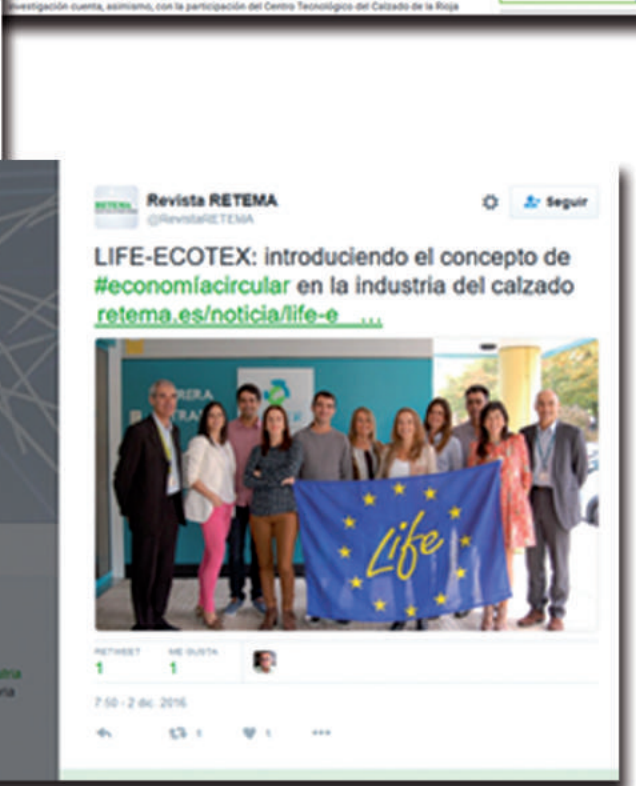 investigación cuenta, asimismo, con la participación del Centro Tecnológico del Calzado de la Rioja
RETEMA
Revista RETEMA
@RevistaRETEMA
Seguir
LIFE-ECOTEX: introduciendo el concepto de
#economíacircular en la industria del calzado
retema.es/noticia/life-e ...
Life
RETWEET
ME GUSTA
1
1
7:50 - 2 dic. 2016
1
1